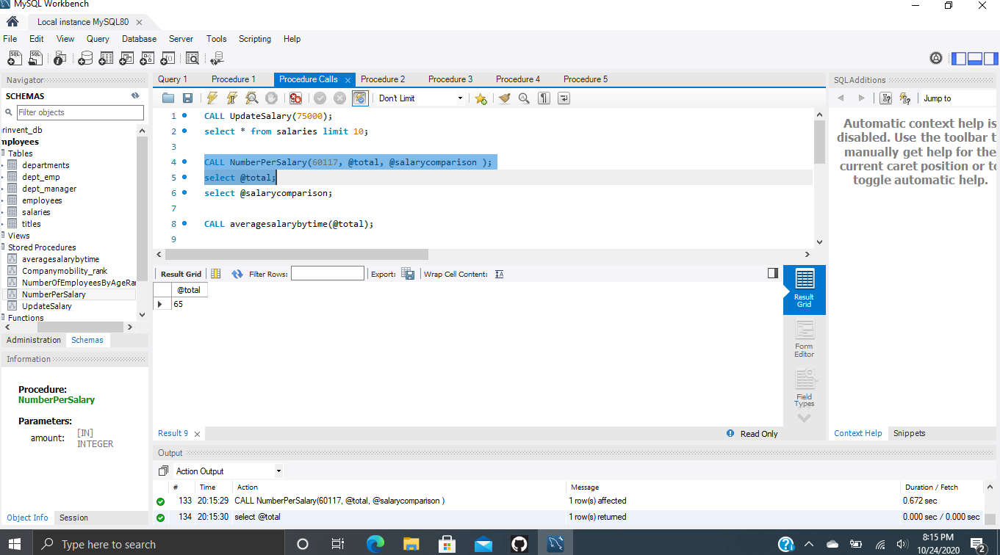 MySQL Workbench
Local instance MySQL80
File Edit View Query Database Server Tools Scripting Help
Navigator
SCHEMAS
Filter objects
rinvent_db
mployees
Tables
departments
dept_emp
dept_manager
employees
salaries
titles
Views
Stored Procedures
averagesalarybytime
Companymobility_rank
NumberOfEmployeesByAgeRa
NumberPerSalary
UpdateSalary
Functions
Administration Schemas
Information
Procedure:
NumberPerSalary
Parameters:
amount: [IN]
INTEGER
Object Info Session
Query 1 Procedure 1 Procedure Calls Procedure 2 Procedure 3 Procedure 4 Procedure 5
Don't Limit
1 CALL UpdateSalary(75000);
2 select * from salaries limit 10;
3
4 CALL NumberPerSalary(60117, @total, @salarycomparison );
5 select @total;
6 select @salarycomparison;
7
8 CALL averagesalarybytime(@total);
9
Result Grid Filter Rows: Export: Wrap Cell Content:
@total
65
Result Grid
Form Editor
Field Types
Result 9 Read Only
SQLAdditions
Jump to
Automatic context help is
disabled. Use the toolbar t
manually get help for the
current caret position or to
toggle automatic help.
Context Help Snippets
Output
Action Output
# Time Action Message Duration / Fetch
133 20:15:29 CALL NumberPerSalary(60117, @total, @salarycomparison ) 1 row(s) affected 0.672 sec
134 20:15:30 select @total 1 row(s) returned 0.000 sec / 0.000 sec
Type here to search
8:15 PM
10/24/2020
2